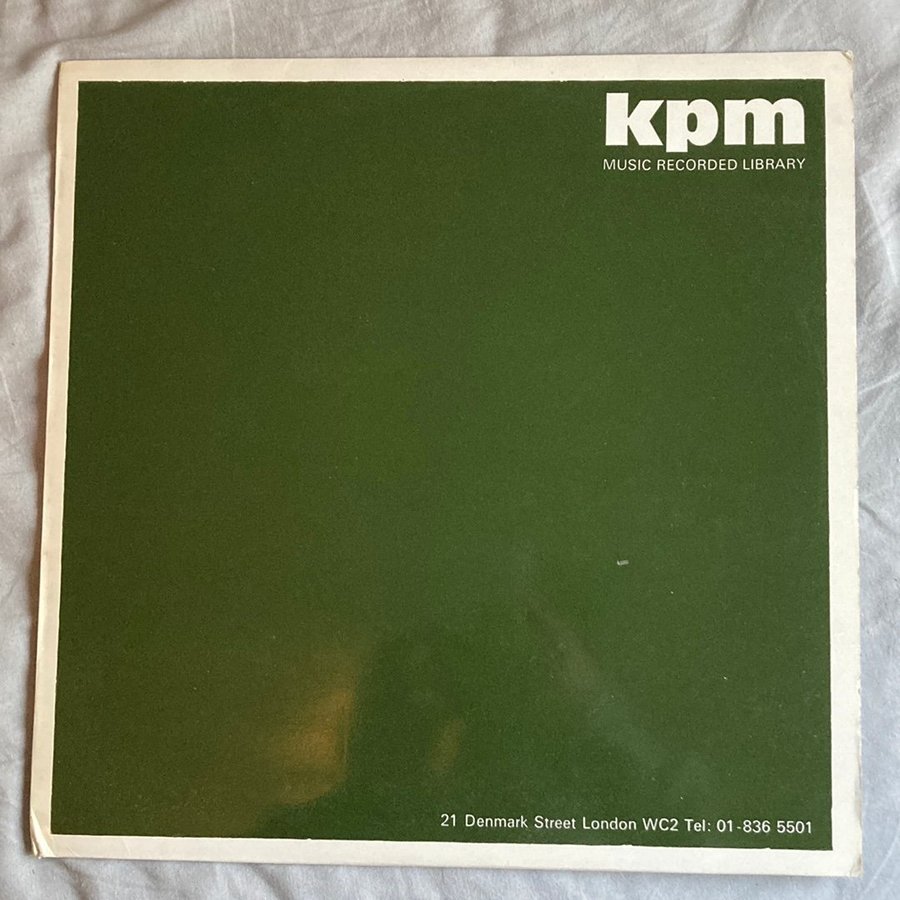 kpm
MUSIC RECORDED LIBRARY
21 Denmark Street London WC2 Tel: 01-836 5501